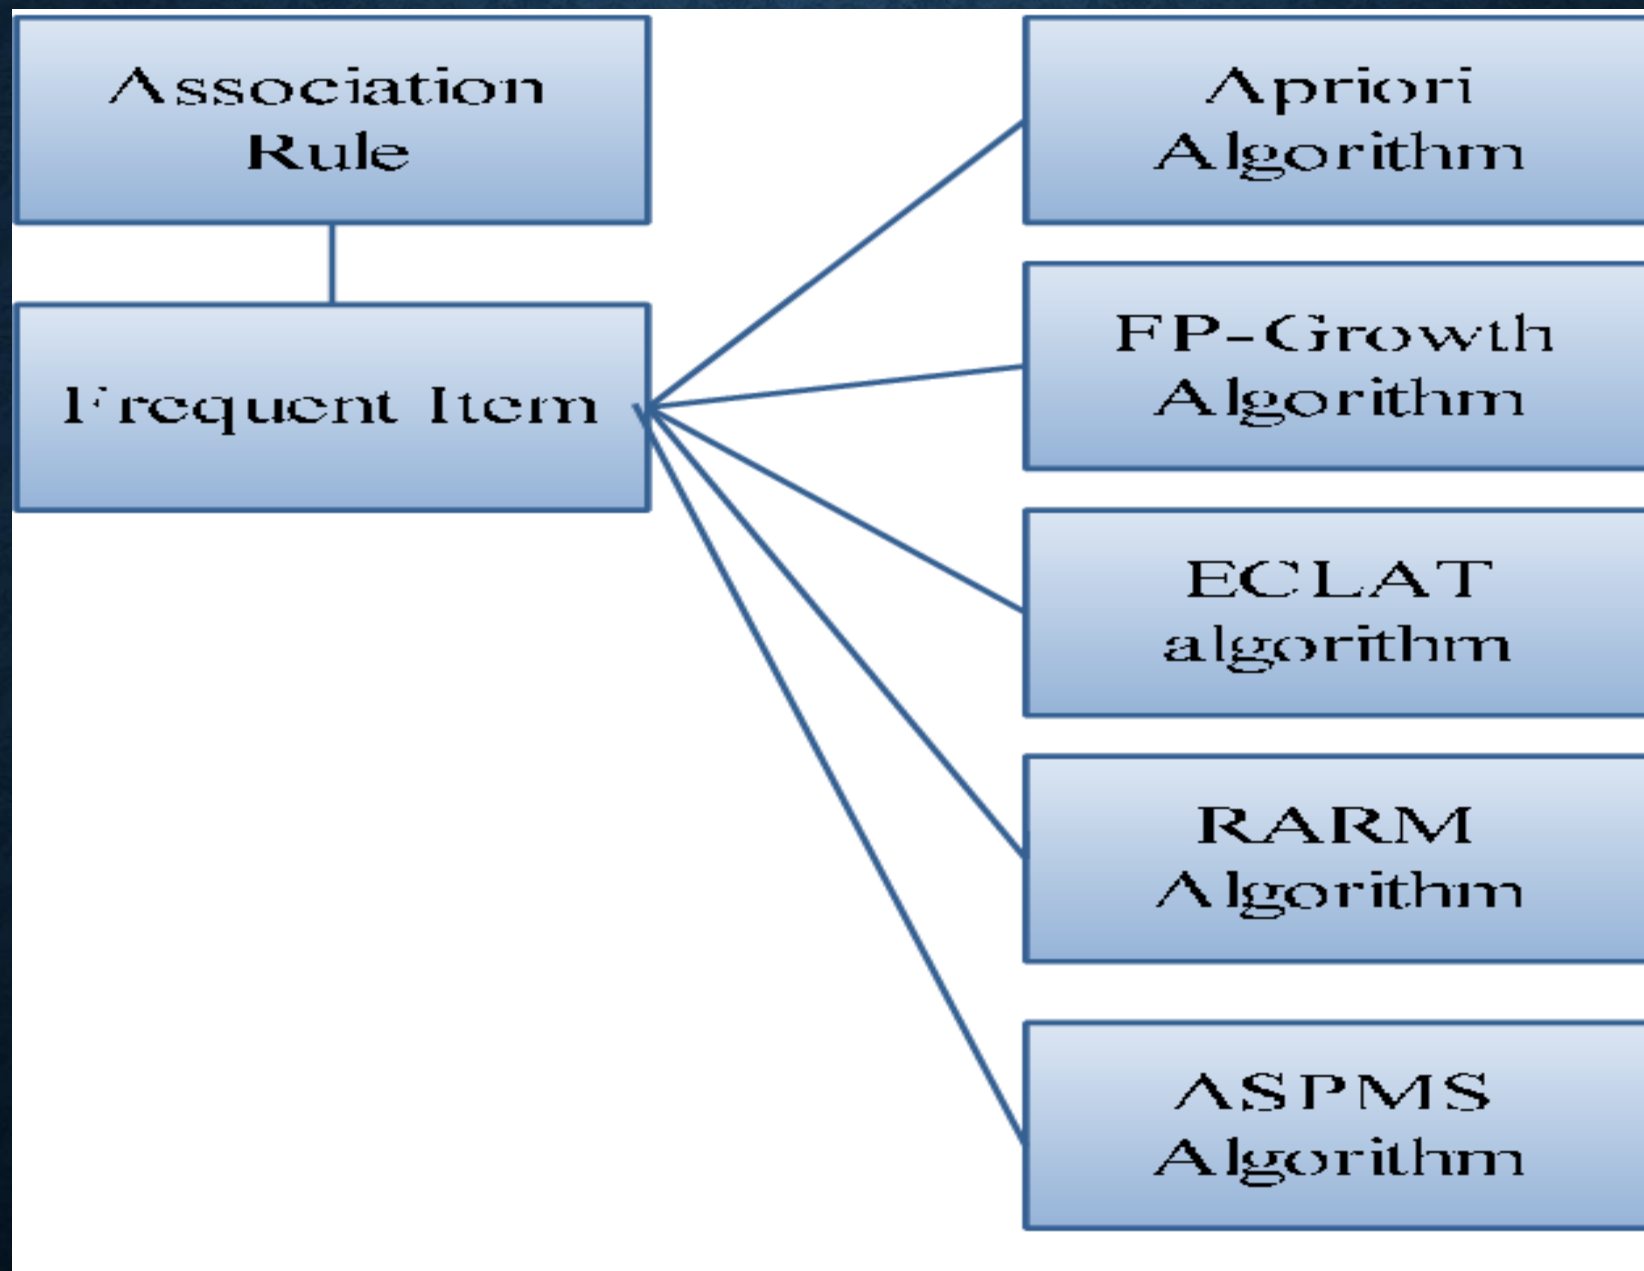 Association
Rule
Frequent Item
Apriori
Algorithm
FP-Growth
Algorithm
ECLAT
algorithm
RARM
Algorithm
ASPMS
Algorithm